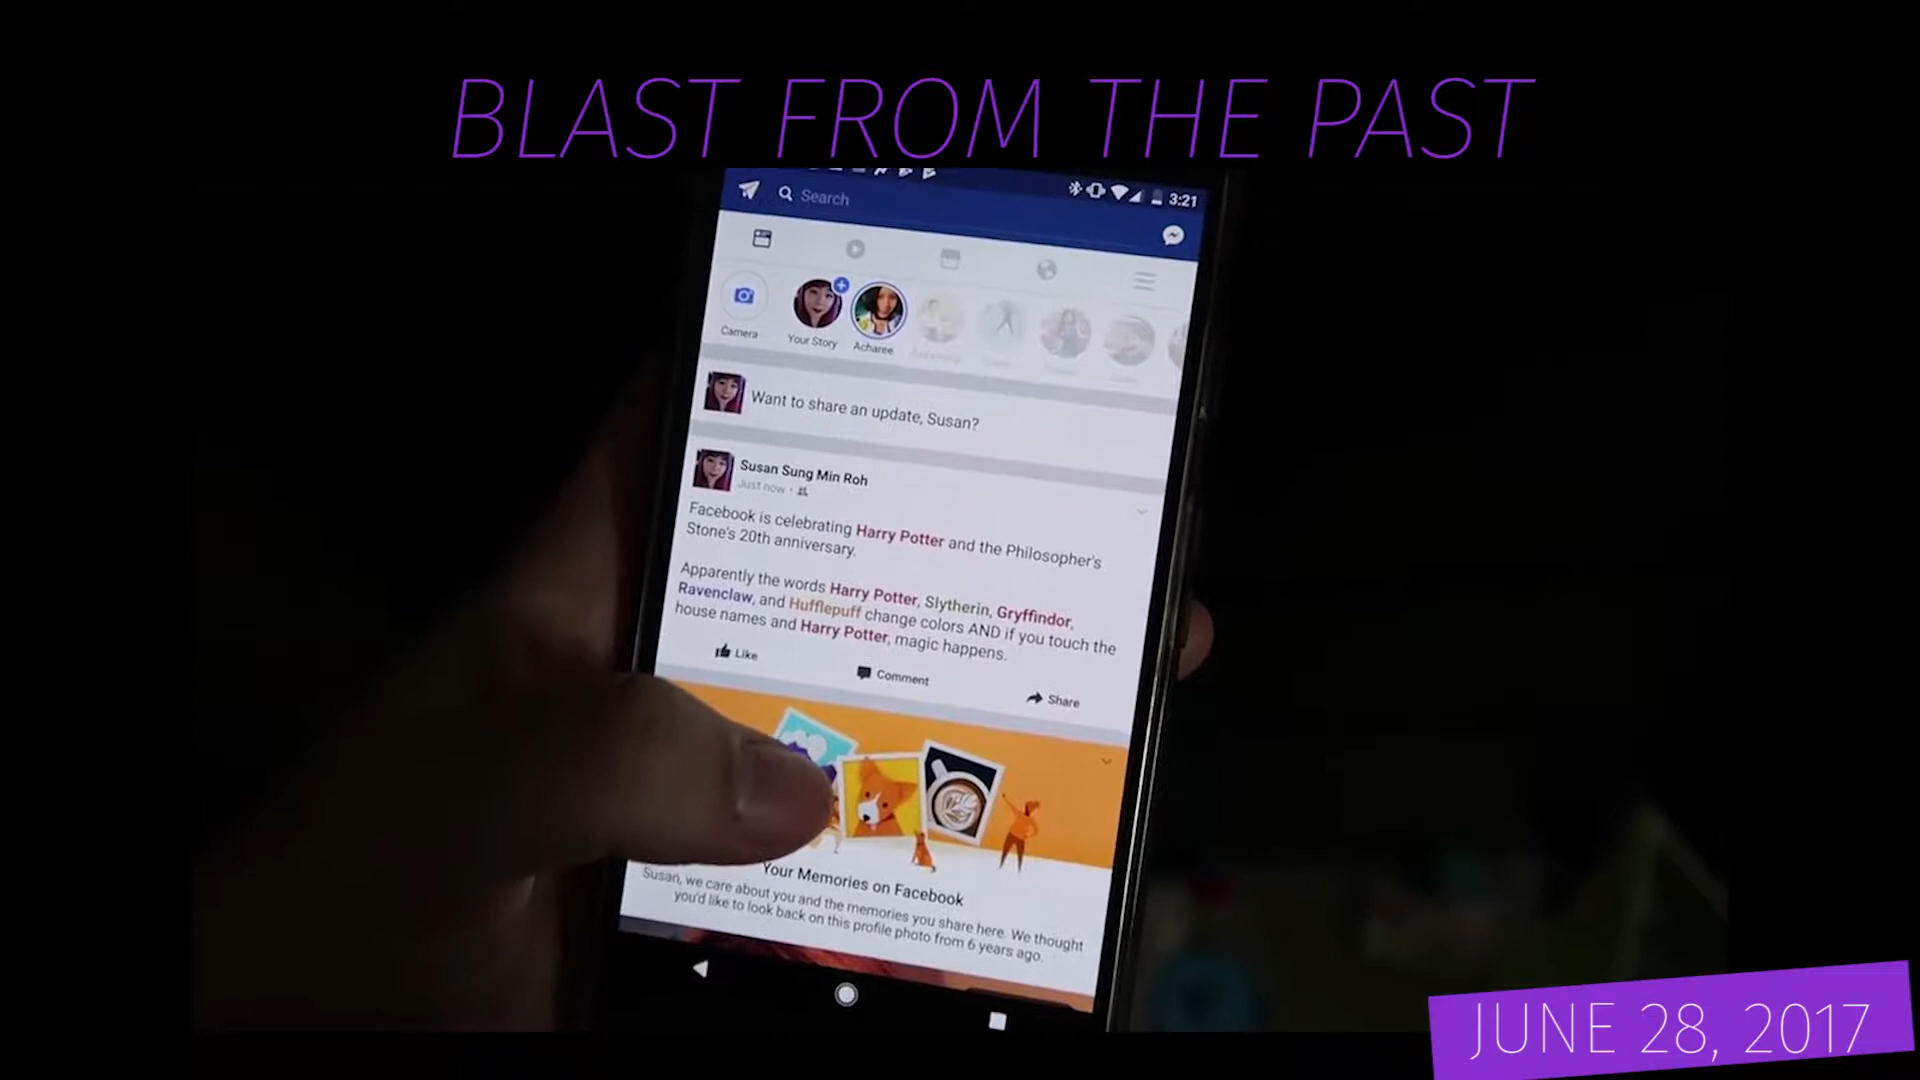 BLAST FROM THE PAST
Search
3:21
Camera
Your Story
Acharee
Want to share an update, Susan?
Susan Sung Min Roh
Just now
Facebook is celebrating Harry Potter and the Philosopher's
Stone's 20th anniversary.
Apparently the words Harry Potter, Slytherin, Gryffindor,
Ravenclaw, and Hufflepuff change colors AND if you touch the
house names and Harry Potter, magic happens.
Like
Comment
Share
Your Memories on Facebook
Susan, we care about you and the memories you share here. We thought
you'd like to look back on this profile photo from 6 years ago.
JUNE 28, 2017